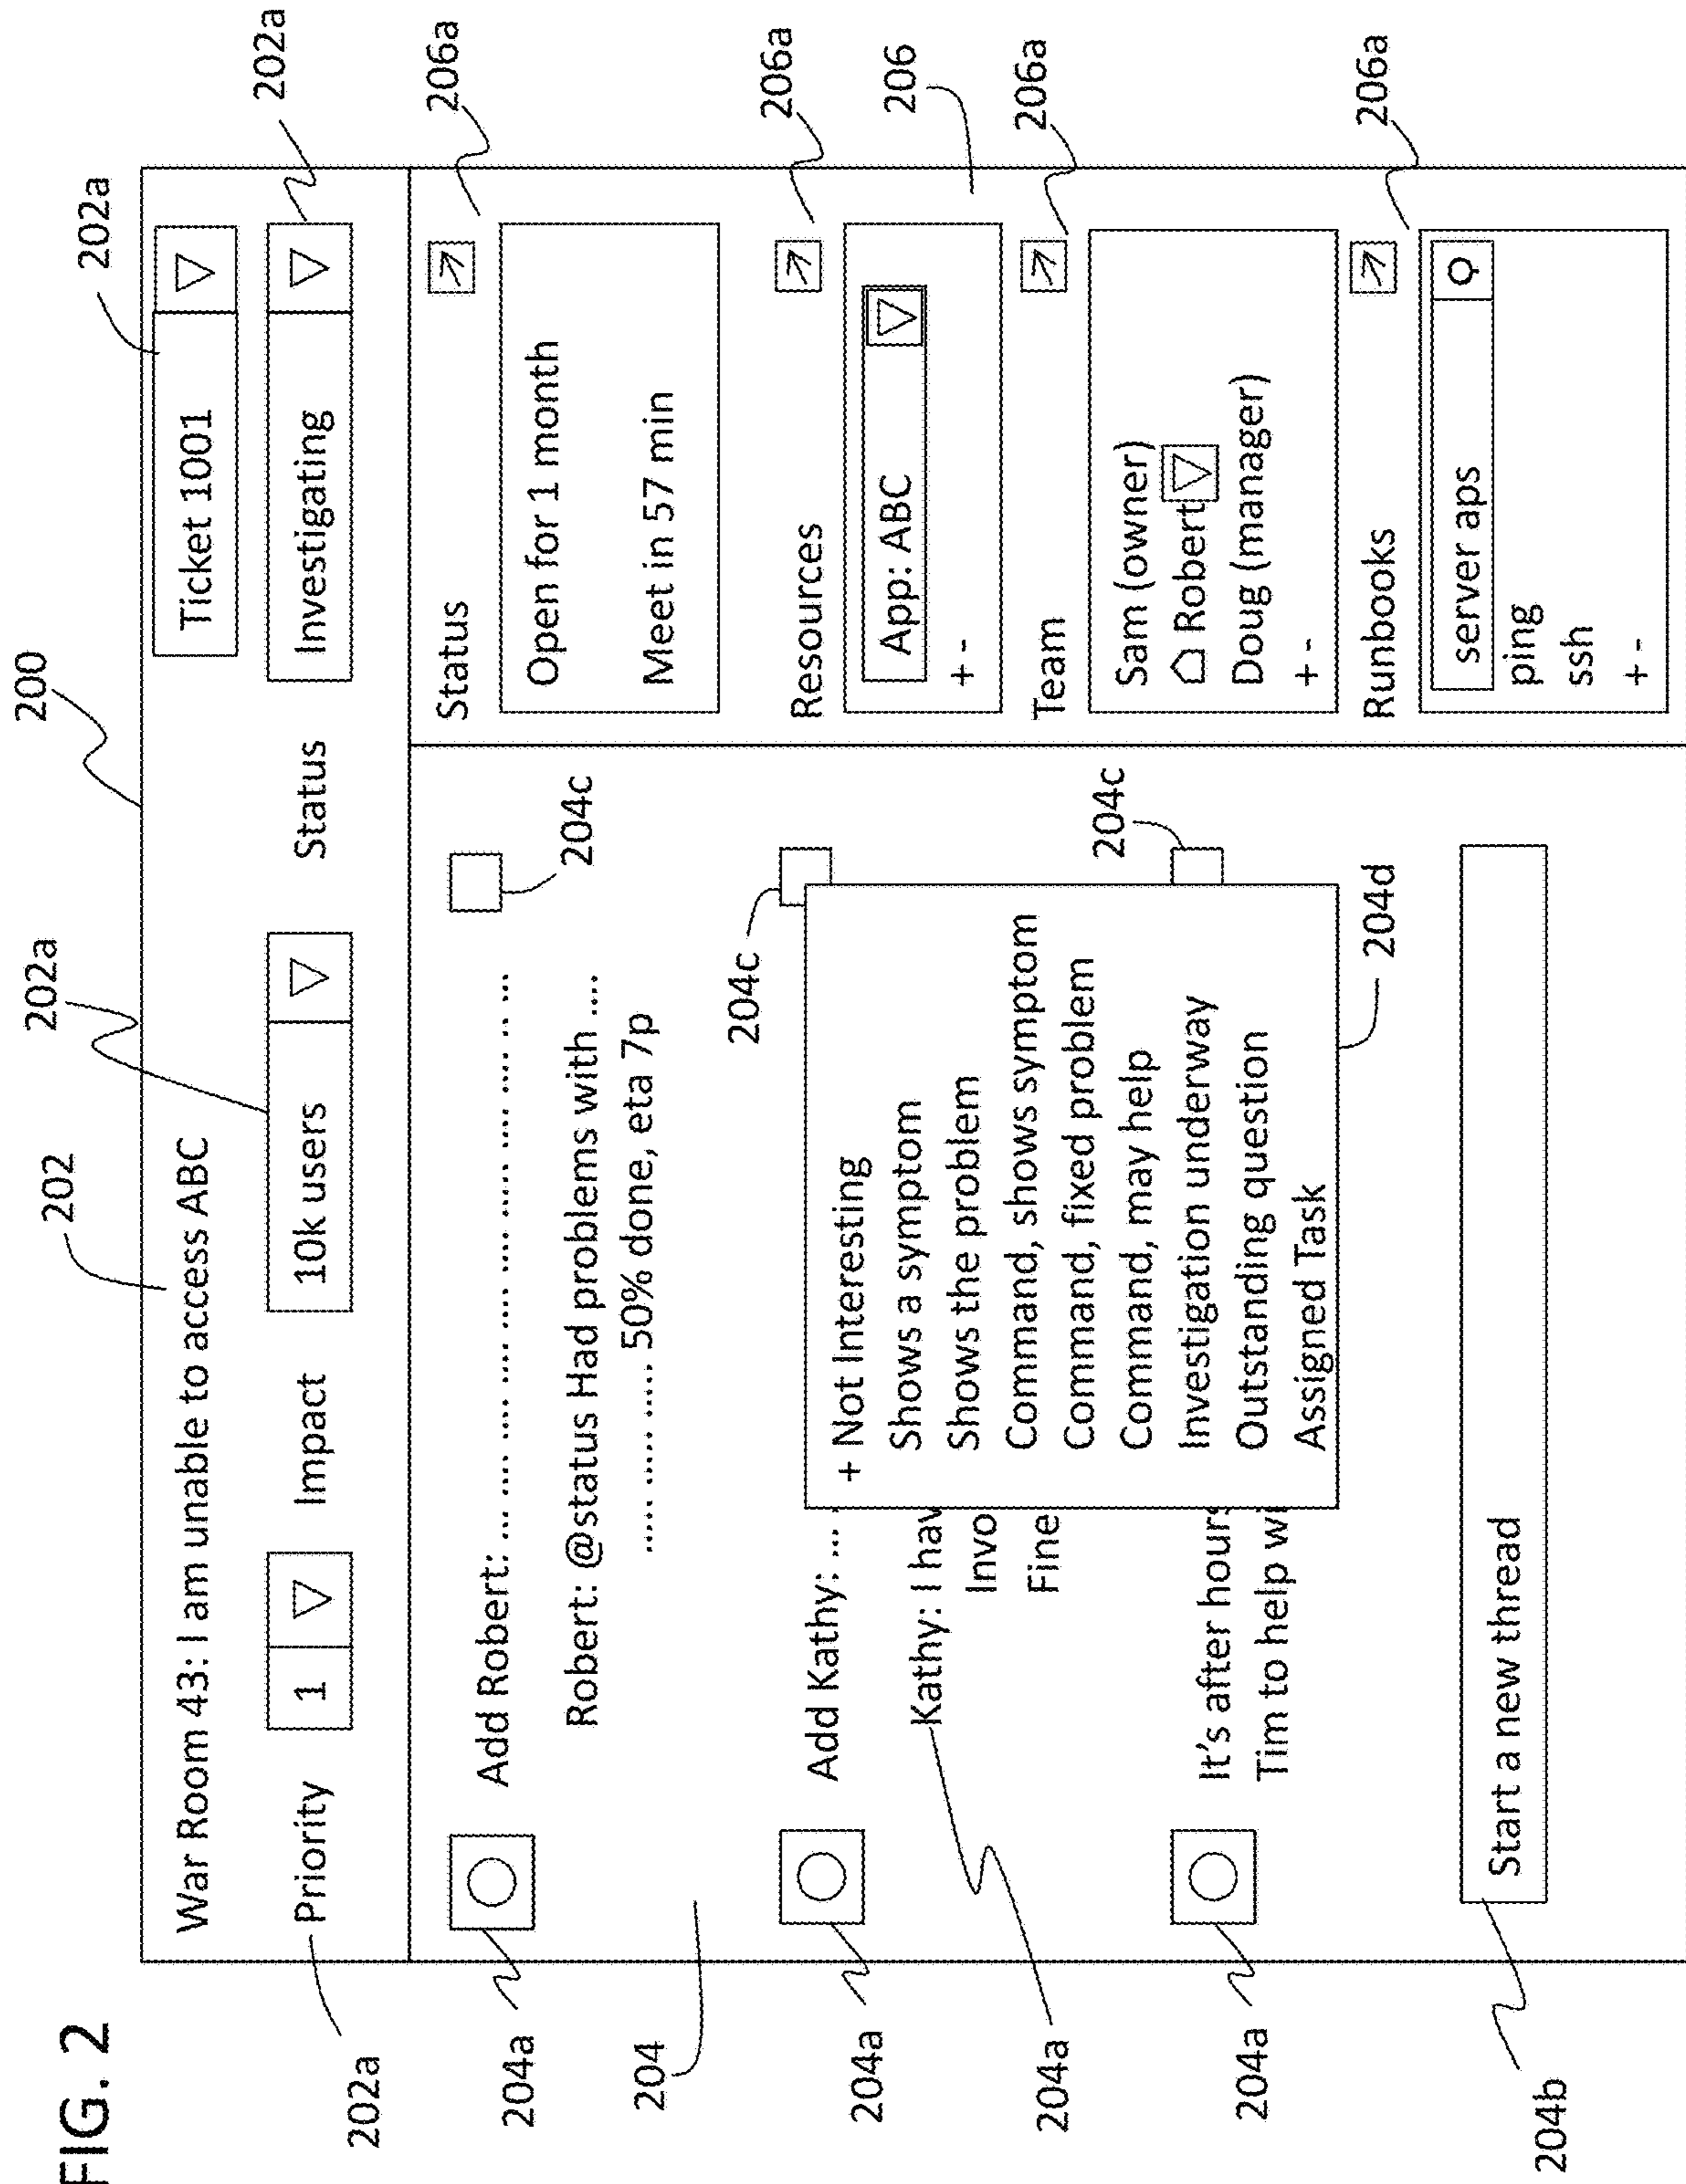 FIG. 2
200
202
202a
202a
202a
202a
War Room 43: I am unable to access ABC
Ticket 1001
Priority
1
Impact
10k users
Status
Investigating
204a
Add Robert: ... .... .... .... .... .... .... .... .... .. ...
204c
Robert: @status Had problems with ....
..... ..... ..... 50% done, eta 7p
204
204a
Add Kathy: ... .
204c
204a
Kathy: I hav
Invo
Fine
204a
It's after hours
Tim to help wi
204c
+ Not Interesting
Shows a symptom
Shows the problem
Command, shows symptom
Command, fixed problem
Command, may help
Investigation underway
Outstanding question
Assigned Task
204d
204b
Start a new thread
Status
206a
Open for 1 month
Meet in 57 min
Resources
206a
App: ABC
+ -
206
Team
206a
Sam (owner)
Robert
Doug (manager)
+ -
Runbooks
206a
server aps
ping
ssh
+ -